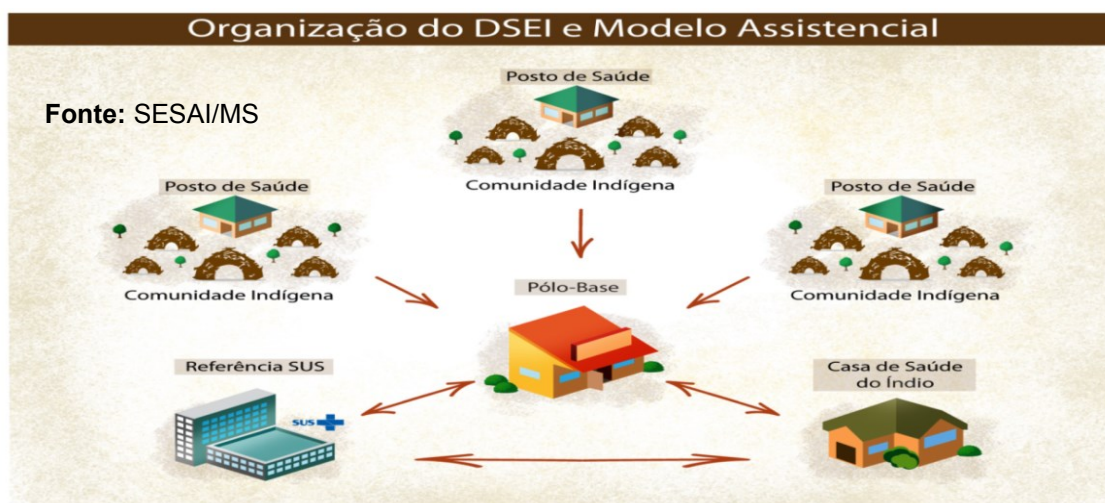 Organização do DSEI e Modelo Assistencial
Fonte: SESAI/MS
Posto de Saúde
Comunidade Indígena
Posto de Saúde
Comunidade Indígena
Posto de Saúde
Comunidade Indígena
Pólo-Base
Referência SUS
SUS
Casa de Saúde
do Índio